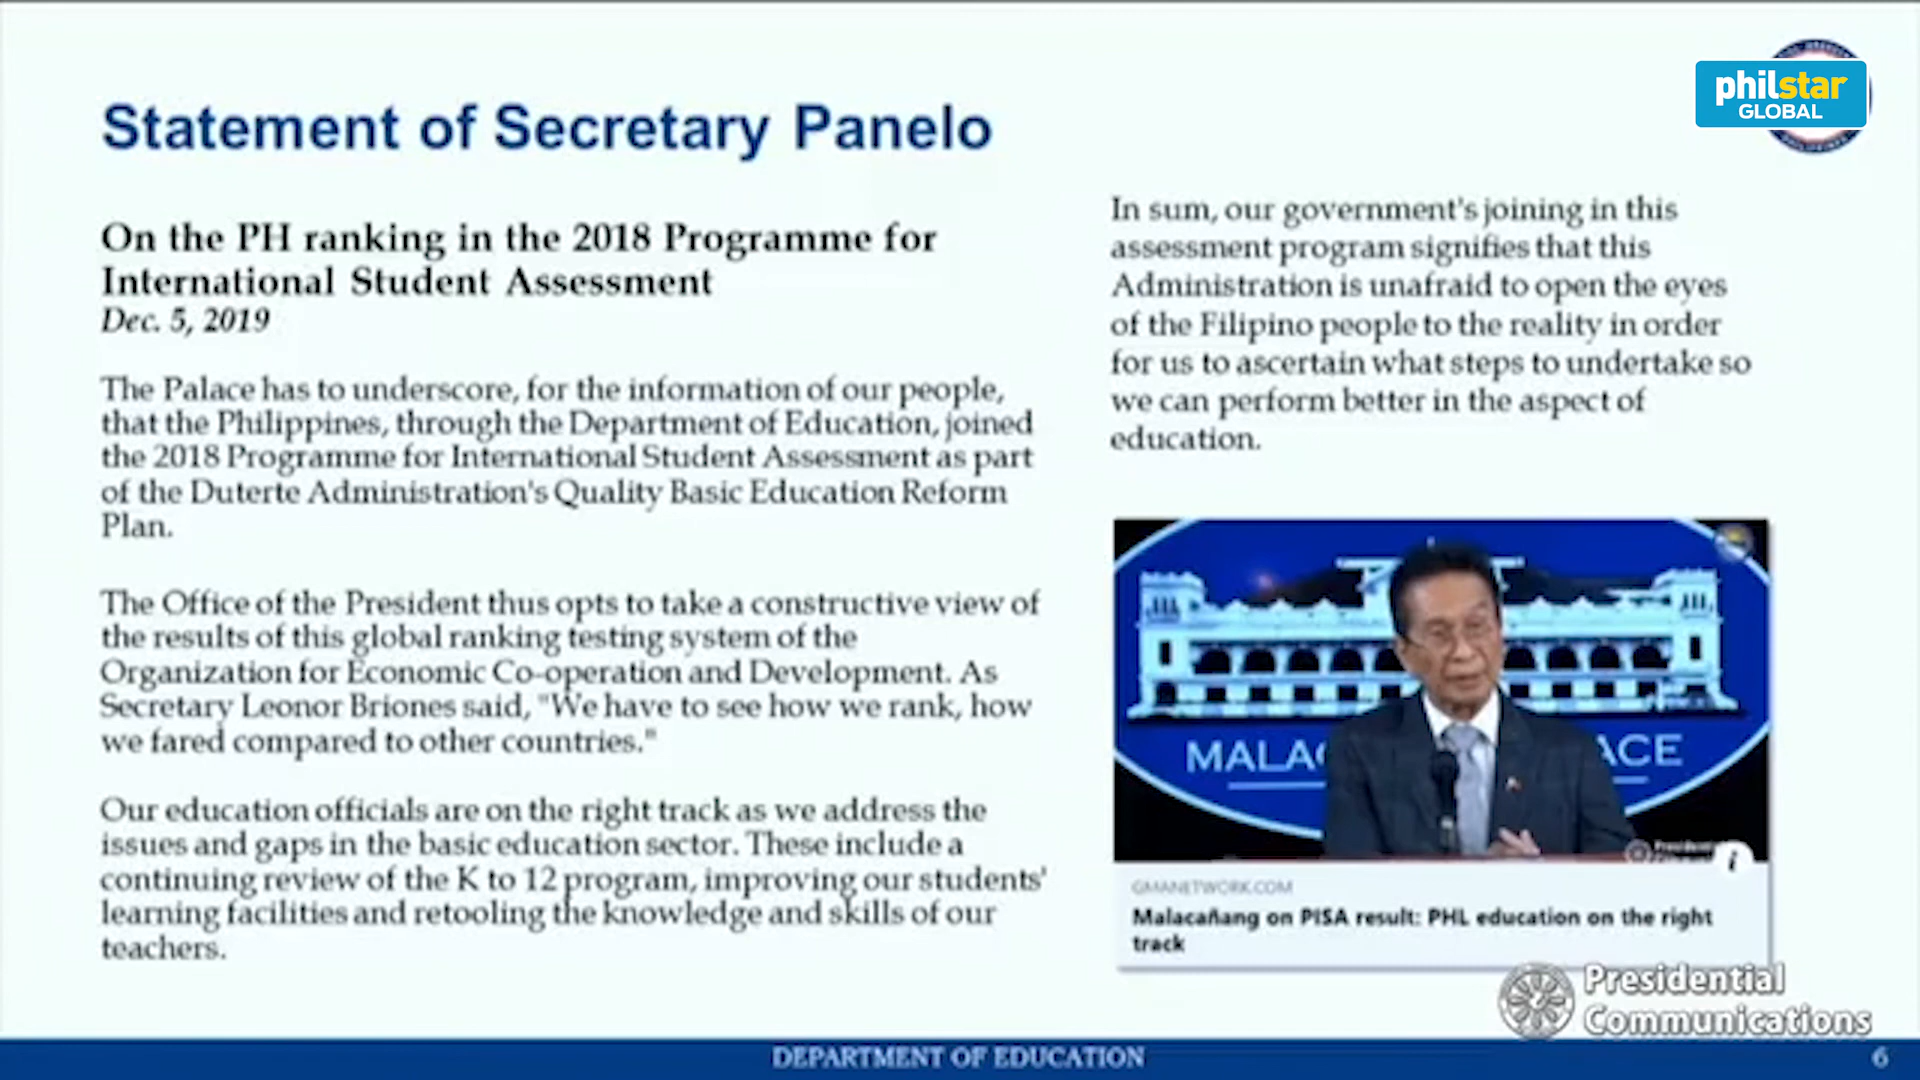 philstar
GLOBAL
Statement of Secretary Panelo
On the PH ranking in the 2018 Programme for
International Student Assessment
Dec. 5, 2019
The Palace has to underscore, for the information of our people,
that the Philippines, through the Department of Education, joined
the 2018 Programme for International Student Assessment as part
of the Duterte Administration's Quality Basic Education Reform
Plan.
The Office of the President thus opts to take a constructive view of
the results of this global ranking testing system of the
Organization for Economic Co-operation and Development. As
Secretary Leonor Briones said, "We have to see how we rank, how
we fared compared to other countries."
Our education officials are on the right track as we address the
issues and gaps in the basic education sector. These include a
continuing review of the K to 12 program, improving our students'
learning facilities and retooling the knowledge and skills of our
teachers.
In sum, our government's joining in this
assessment program signifies that this
Administration is unafraid to open the eyes
of the Filipino people to the reality in order
for us to ascertain what steps to undertake so
we can perform better in the aspect of
education.
MALA ACE
GMANETWORK.COM
Malacañang on PISA result: PHL education on the right
track
Presidential
Communications
DEPARTMENT OF EDUCATION
6